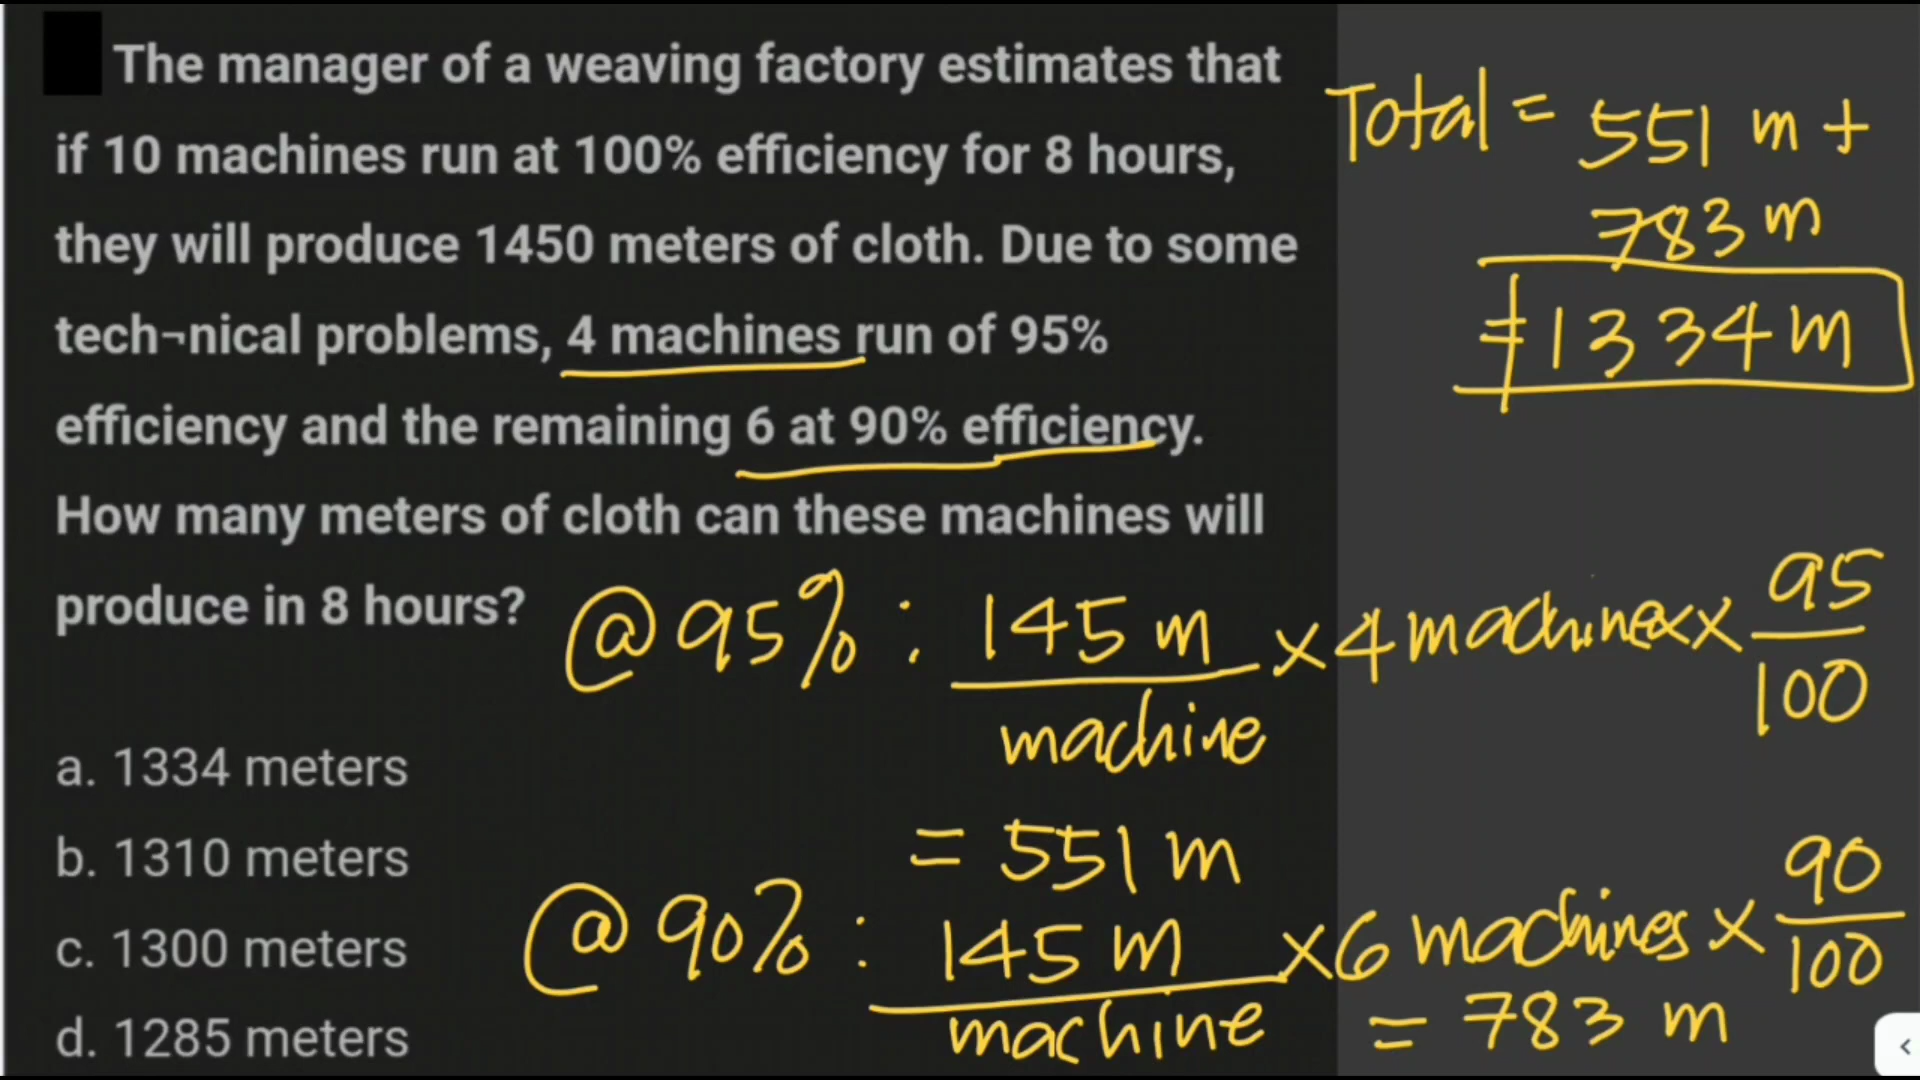 The manager of a weaving factory estimates that
if 10 machines run at 100% efficiency for 8 hours,
they will produce 1450 meters of cloth. Due to some
tech¬nical problems, 4 machines run of 95%
efficiency and the remaining 6 at 90% efficiency.
How many meters of cloth can these machines will
produce in 8 hours?
a. 1334 meters
b. 1310 meters
c. 1300 meters
d. 1285 meters
@ 95% : 145 m / machine × 4 machines × 95 / 100
= 551 m
@ 90% : 145 m / machine × 6 machines × 90 / 100
= 783 m
Total = 551 m +
783 m
= 1334 m
<